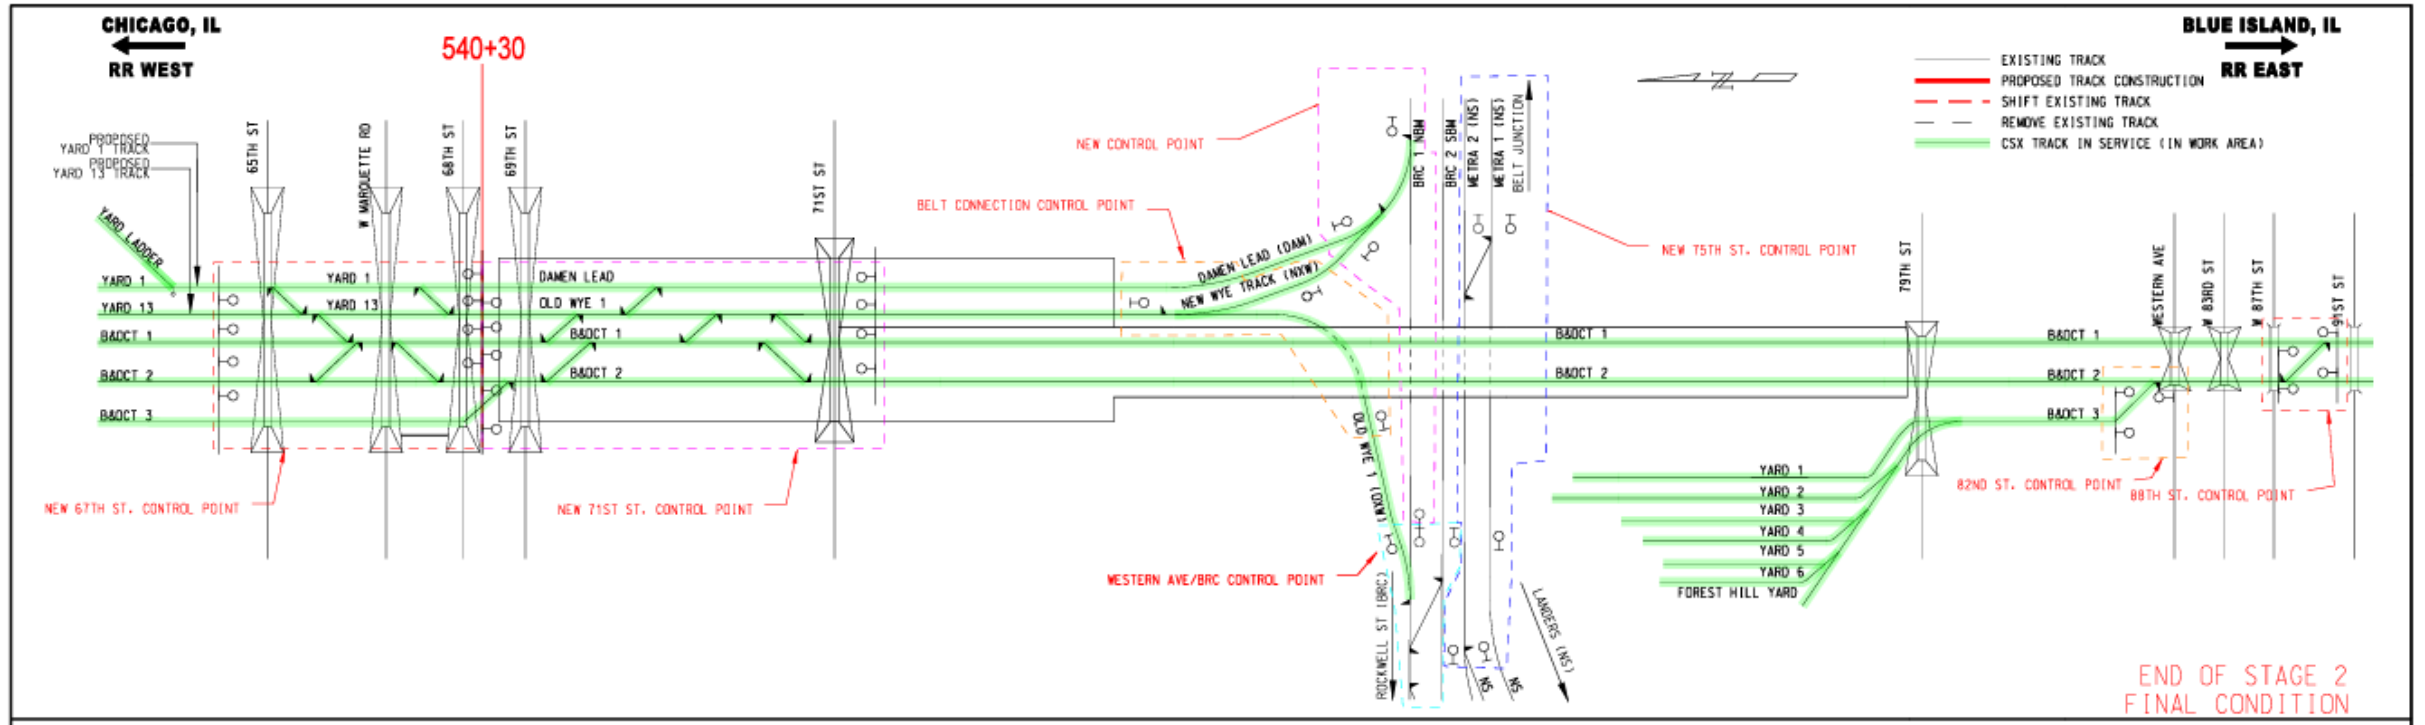 CHICAGO, IL
RR WEST
540+30
BLUE ISLAND, IL
RR EAST
EXISTING TRACK
PROPOSED TRACK CONSTRUCTION
SHIFT EXISTING TRACK
REMOVE EXISTING TRACK
CSX TRACK IN SERVICE (IN WORK AREA)
N
PROPOSED
YARD 1 TRACK
PROPOSED
YARD 13 TRACK
YARD LADDER
65TH ST
W MARQUETTE RD
68TH ST
69TH ST
71ST ST
NEW CONTROL POINT
BELT CONNECTION CONTROL POINT
BRC 1 NBM
BRC 2 SBM
METRA 2 (NS)
METRA 1 (NS)
BELT JUNCTION
NEW 75TH ST. CONTROL POINT
79TH ST
WESTERN AVE
W 83RD ST
W 87TH ST
91ST ST
YARD 1
YARD 1
DAMEN LEAD
DAMEN LEAD (DAM)
NEW WYE TRACK (NXW)
YARD 13
YARD 13
OLD WYE 1
B&OCT 1
B&OCT 1
B&OCT 1
B&OCT 1
B&OCT 2
B&OCT 2
B&OCT 2
B&OCT 2
B&OCT 3
B&OCT 3
OLD WYE 1 (WXO)
YARD 1
YARD 2
YARD 3
YARD 4
YARD 5
YARD 6
FOREST HILL YARD
82ND ST. CONTROL POINT
88TH ST. CONTROL POINT
NEW 67TH ST. CONTROL POINT
NEW 71ST ST. CONTROL POINT
WESTERN AVE/BRC CONTROL POINT
ROCKWELL ST (BRC)
NS
NS
LANDERS (NS)
END OF STAGE 2
FINAL CONDITION